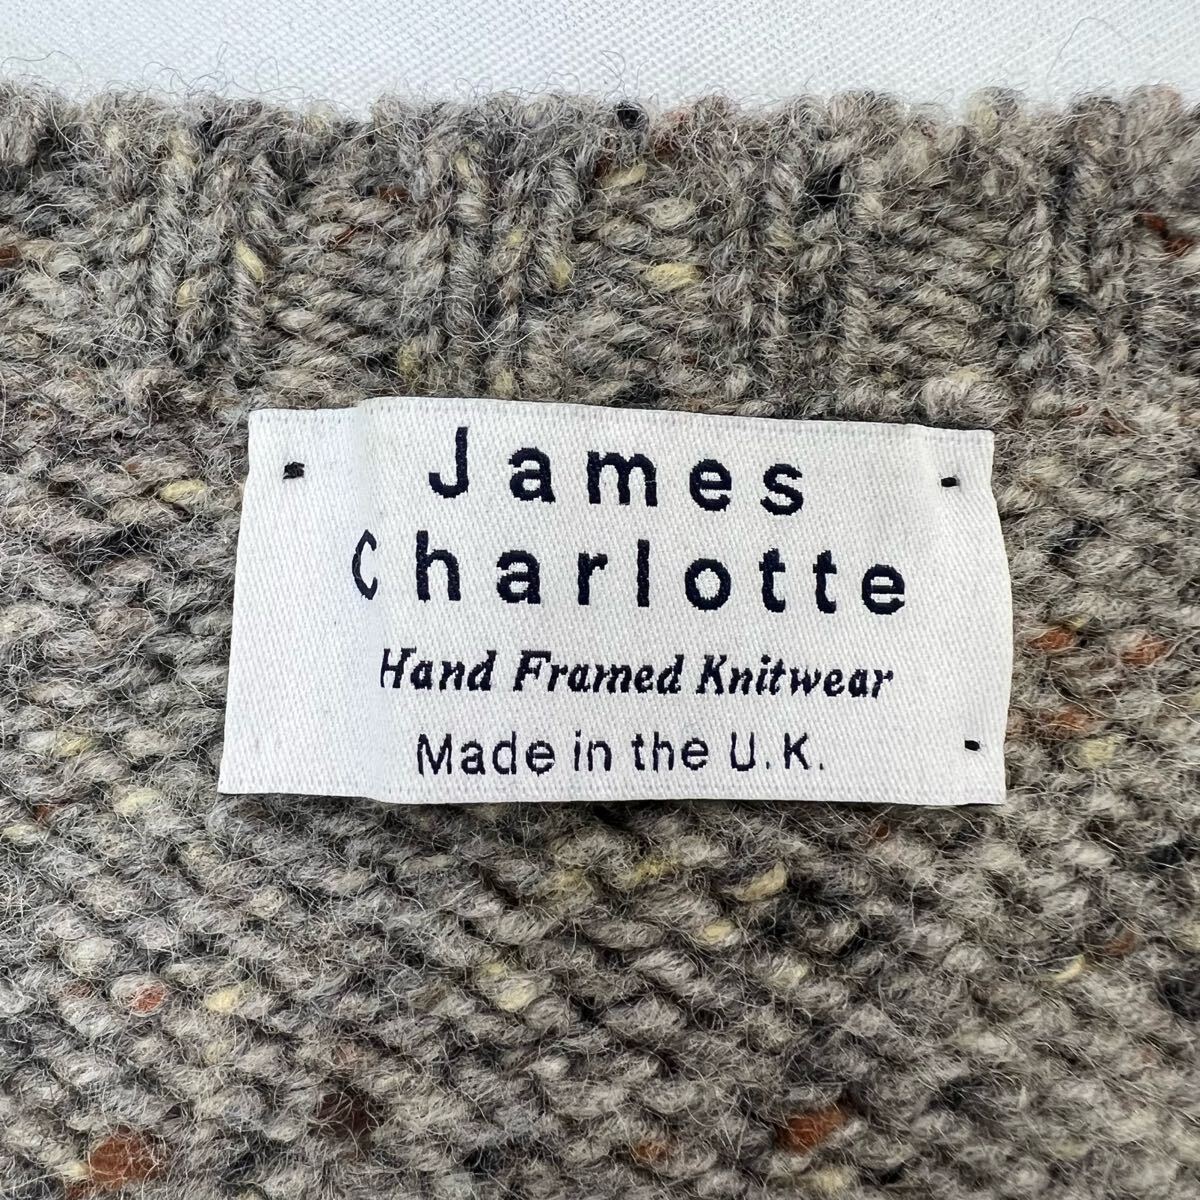 James
Charlotte
Hand Framed Knitwear
Made in the U.K.